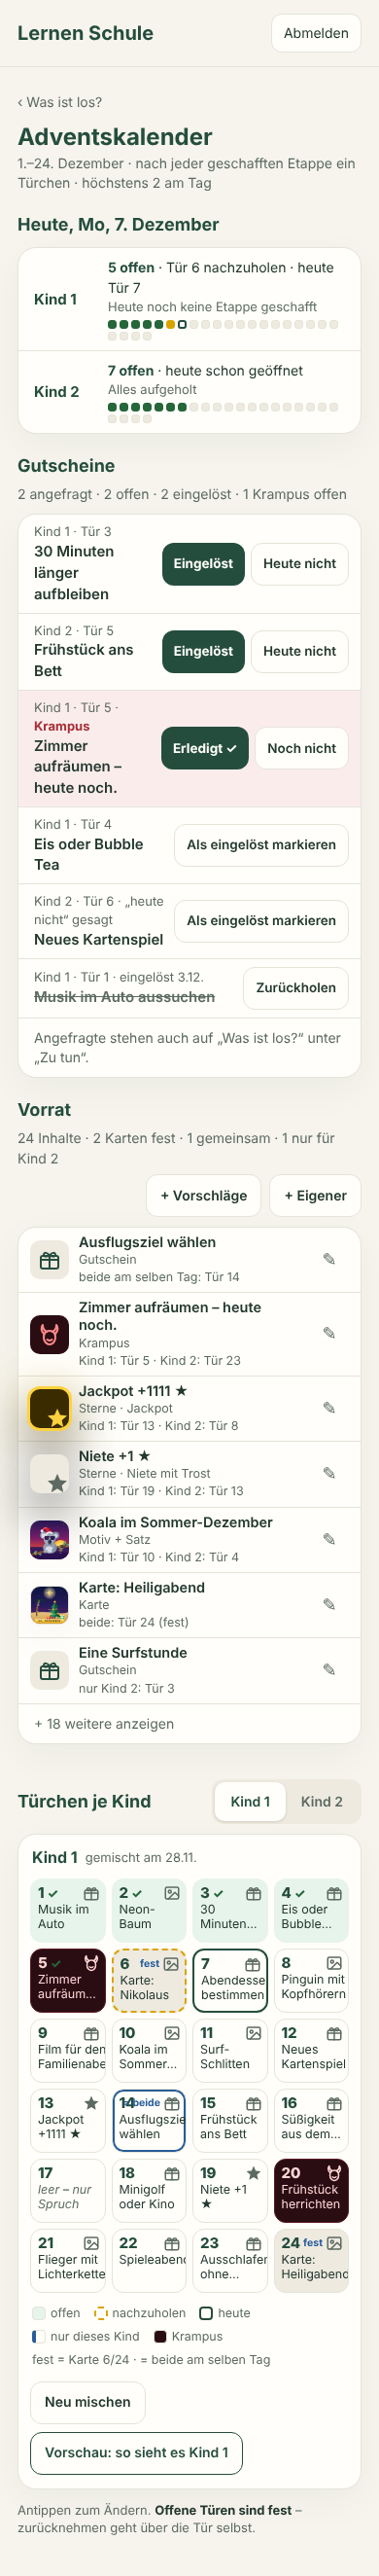 Lernen Schule
Abmelden
‹ Was ist los?
Adventskalender
1.–24. Dezember · nach jeder geschafften Etappe ein
Türchen · höchstens 2 am Tag
Heute, Mo, 7. Dezember
Kind 1
5 offen · Tür 6 nachzuholen · heute
Tür 7
Heute noch keine Etappe geschafft
Kind 2
7 offen · heute schon geöffnet
Alles aufgeholt
Gutscheine
2 angefragt · 2 offen · 2 eingelöst · 1 Krampus offen
Kind 1 · Tür 3
30 Minuten
länger
aufbleiben
Eingelöst
Heute nicht
Kind 2 · Tür 5
Frühstück ans
Bett
Eingelöst
Heute nicht
Kind 1 · Tür 5 ·
Krampus
Zimmer
aufräumen –
heute noch.
Erledigt ✓
Noch nicht
Kind 1 · Tür 4
Eis oder Bubble
Tea
Als eingelöst markieren
Kind 2 · Tür 6 · „heute
nicht“ gesagt
Neues Kartenspiel
Als eingelöst markieren
Kind 1 · Tür 1 · eingelöst 3.12.
Musik im Auto aussuchen
Zurückholen
Angefragte stehen auch auf „Was ist los?“ unter
„Zu tun“.
Vorrat
24 Inhalte · 2 Karten fest · 1 gemeinsam · 1 nur für
Kind 2
+ Vorschläge
+ Eigener
Ausflugsziel wählen
Gutschein
beide am selben Tag: Tür 14
Zimmer aufräumen – heute
noch.
Krampus
Kind 1: Tür 5 · Kind 2: Tür 23
Jackpot +1111 ★
Sterne · Jackpot
Kind 1: Tür 13 · Kind 2: Tür 8
Niete +1 ★
Sterne · Niete mit Trost
Kind 1: Tür 19 · Kind 2: Tür 13
Koala im Sommer-Dezember
Motiv + Satz
Kind 1: Tür 10 · Kind 2: Tür 4
Karte: Heiligabend
Karte
beide: Tür 24 (fest)
Eine Surfstunde
Gutschein
nur Kind 2: Tür 3
+ 18 weitere anzeigen
Türchen je Kind
Kind 1
Kind 2
Kind 1 gemischt am 28.11.
1 ✓
Musik im
Auto
2 ✓
Neon-
Baum
3 ✓
30
Minuten…
4 ✓
Eis oder
Bubble…
5 ✓
Zimmer
aufräum…
6 fest
Karte:
Nikolaus
7
Abendesse
bestimmen
8
Pinguin mit
Kopfhörern
9
Film für den
Familienabe
10
Koala im
Sommer…
11
Surf-
Schlitten
12
Neues
Kartenspiel
13
Jackpot
+1111 ★
14 beide
Ausflugszie
wählen
15
Frühstück
ans Bett
16
Süßigkeit
aus dem…
17
leer – nur
Spruch
18
Minigolf
oder Kino
19
Niete +1
★
20
Frühstück
herrichten
21
Flieger mit
Lichterkette
22
Spieleabend
23
Ausschlafen
ohne…
24 fest
Karte:
Heiligabend
offen
nachzuholen
heute
nur dieses Kind
Krampus
fest = Karte 6/24 · = beide am selben Tag
Neu mischen
Vorschau: so sieht es Kind 1
Antippen zum Ändern. Offene Türen sind fest –
zurücknehmen geht über die Tür selbst.